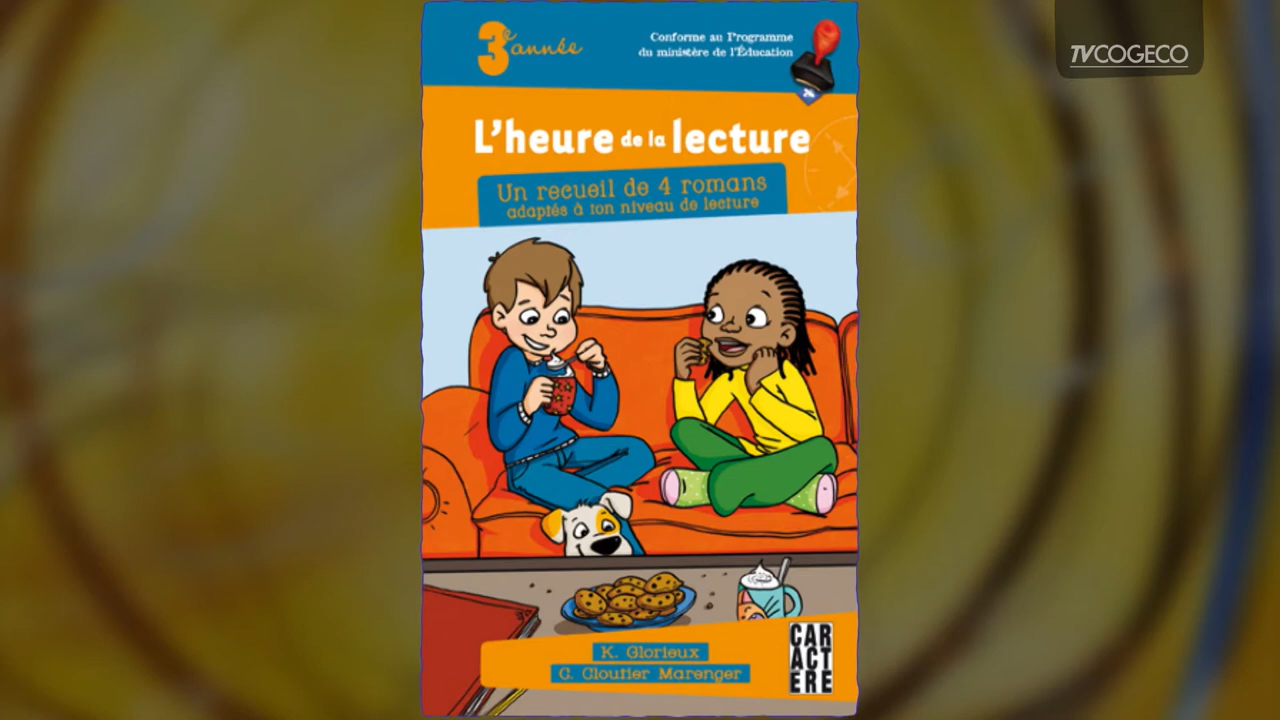 TVCOGECO
3e année
Conforme au Programme
du ministère de l'Éducation
L'heure de la lecture
Un recueil de 4 romans
adaptés à ton niveau de lecture
K. Glorieux
C. Cloutier Marenger
CAR
ACT
ERE